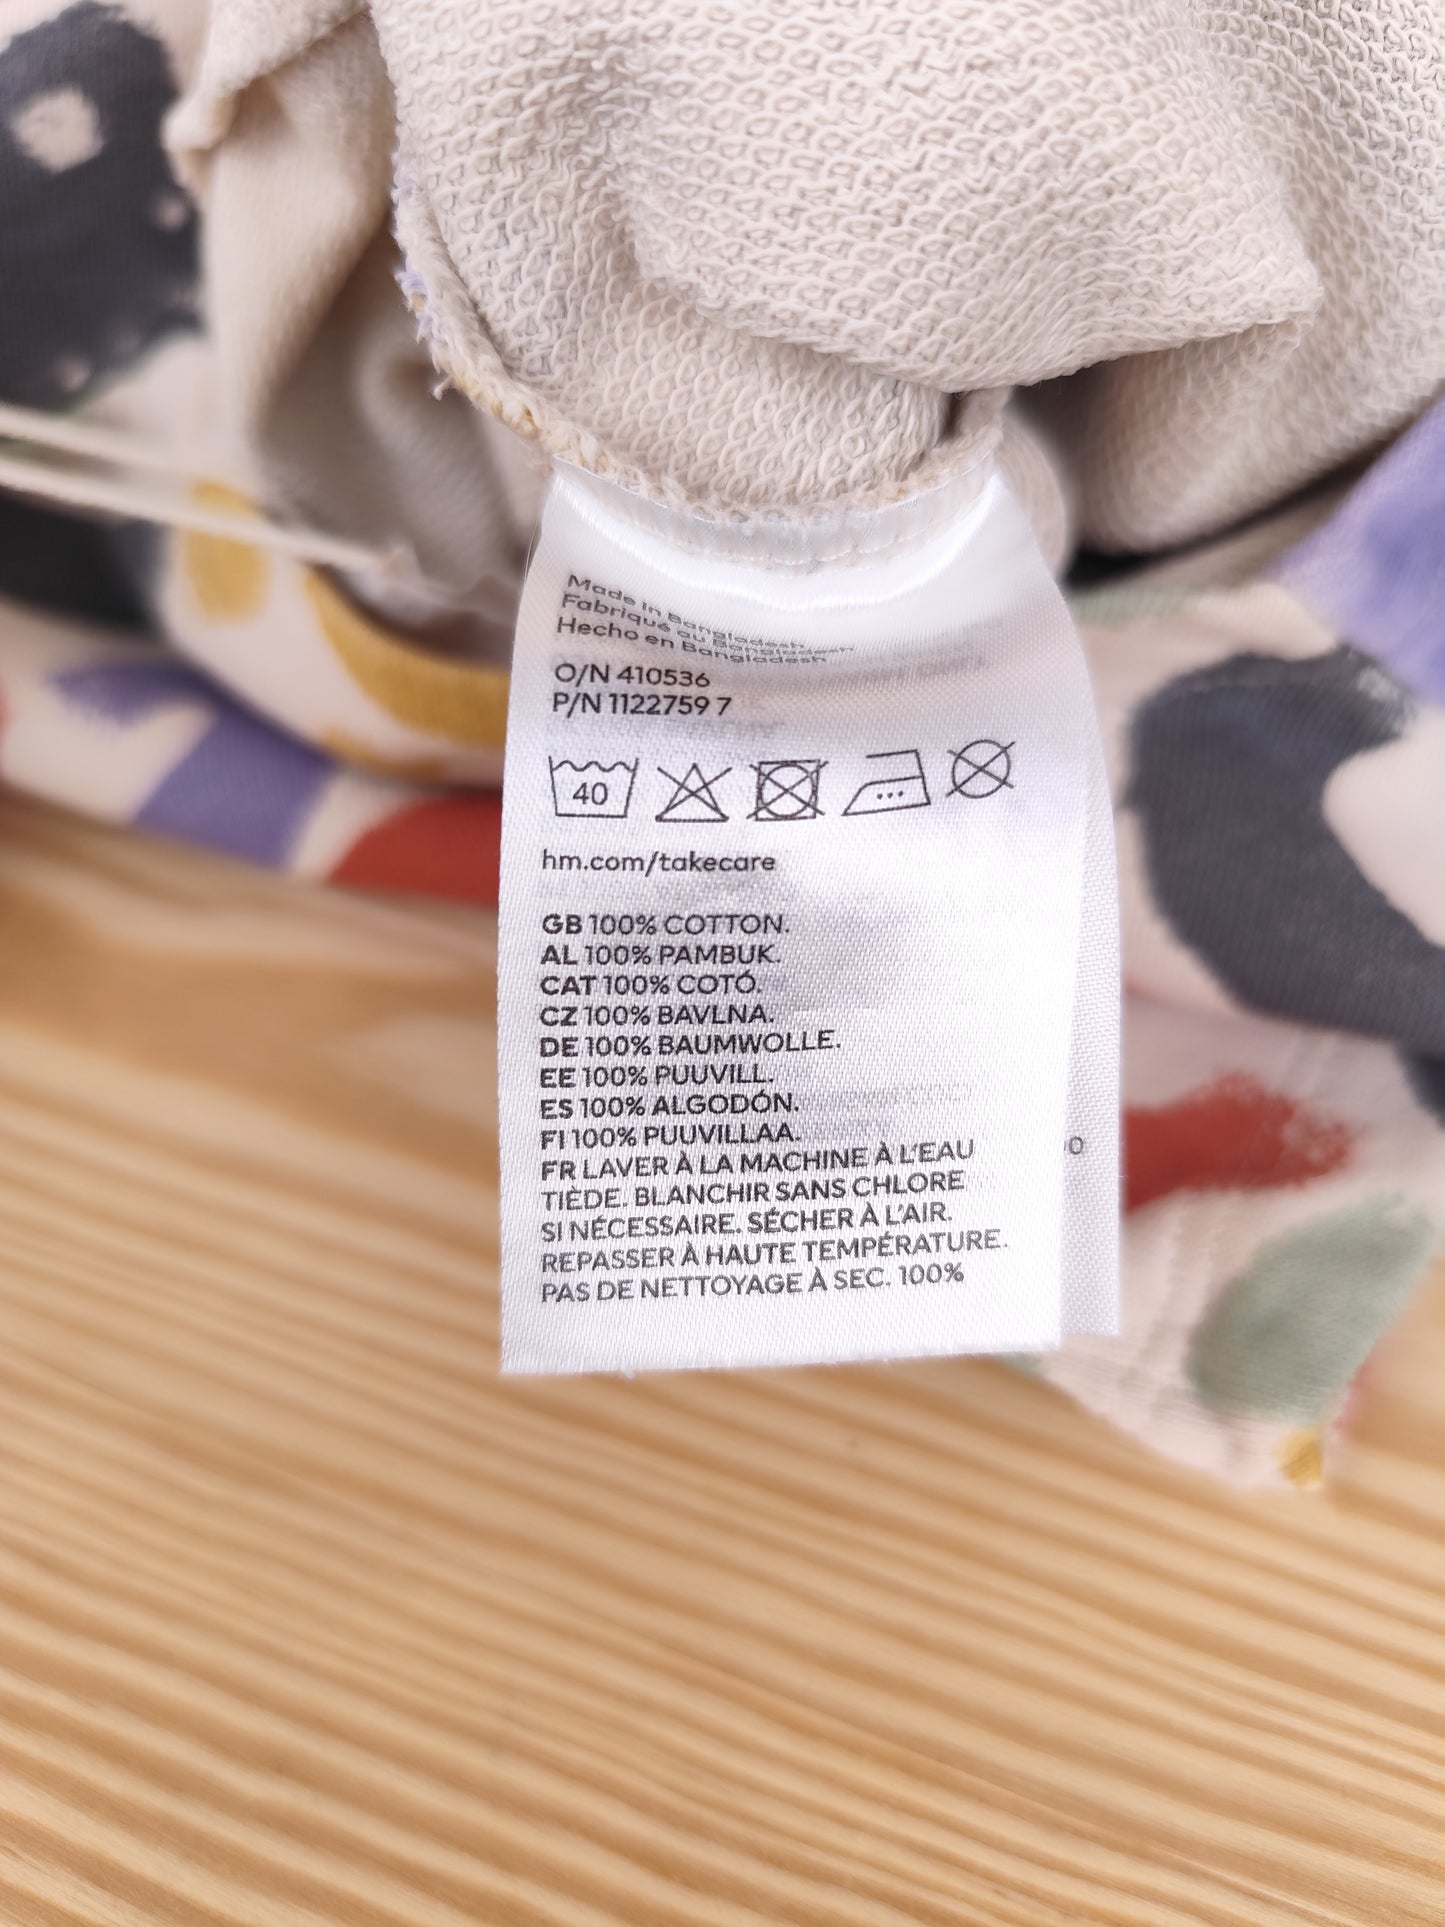 Made in Bangladesh
Fabriqué au Bangladesh
Hecho en Bangladesh
O/N 410536
P/N 1122759 7
40
hm.com/takecare
GB 100% COTTON.
AL 100% PAMBUK.
CAT 100% COTÓ.
CZ 100% BAVLNA.
DE 100% BAUMWOLLE.
EE 100% PUUVILL.
ES 100% ALGODÓN.
FI 100% PUUVILLAA.
FR LAVER À LA MACHINE À L'EAU
TIÈDE. BLANCHIR SANS CHLORE
SI NÉCESSAIRE. SÉCHER À L'AIR.
REPASSER À HAUTE TEMPÉRATURE.
PAS DE NETTOYAGE À SEC. 100%